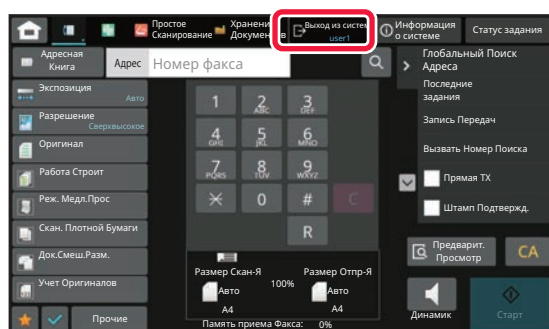 Простое
Сканирование
Хранени
Документ в
Выход из систем
user1
Информация
о системе
Статус задания
Адресная
Книга
Адрес
Номер факса
Глобальный Поиск
Адреса
Экспозиция
Авто
Последние
задания
Разрешение
Сверхвысокое
Запись Передач
Оригинал
Вызвать Номер Поиска
Работа Строит
Прямая TX
Реж. Медл.Прос
Штамп Подтвержд.
Скан. Плотной Бумаги
Док.Смеш.Разм.
Учет Оригиналов
Прочие
1
2
ABC
3
DEF
4
GHI
5
JKL
6
MNO
7
PQRS
8
TUV
9
WXYZ
0
#
C
R
Размер Скан-Я
Размер Отпр-Я
Авто
100%
Авто
A4
A4
Память приема Факса: 0%
Предварит.
Просмотр
CA
Динамик
Старт